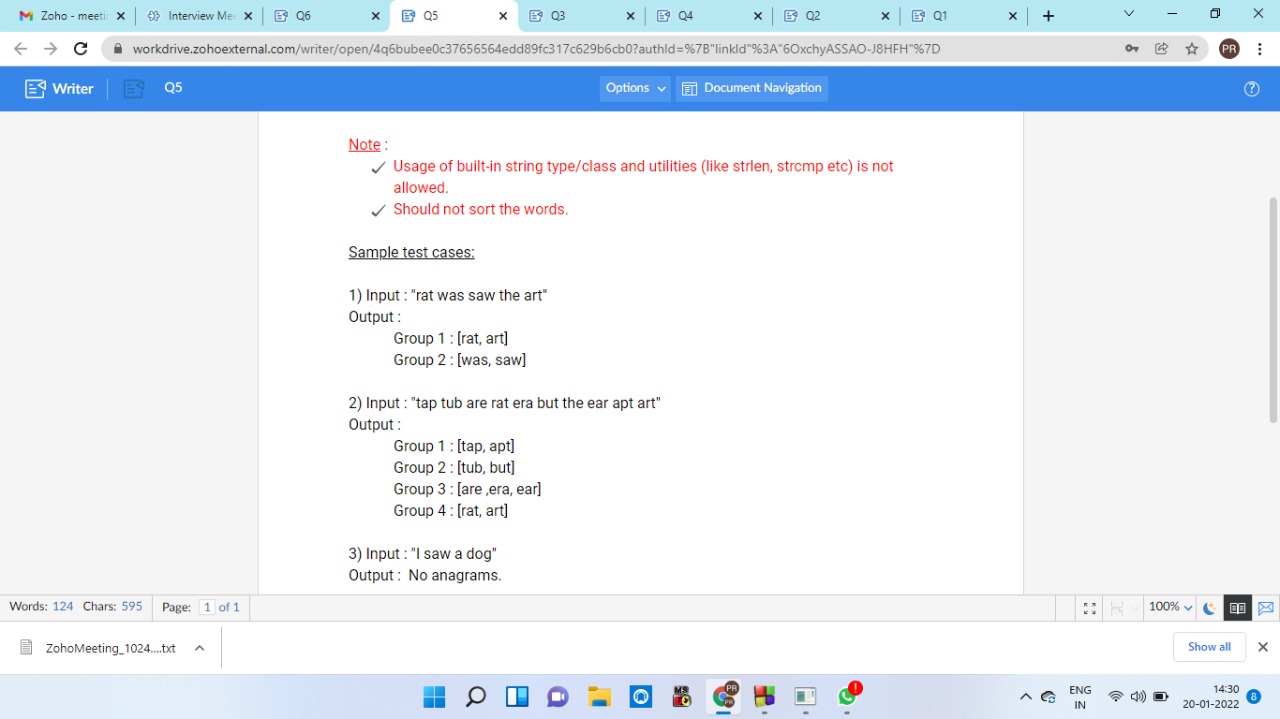 Zoho - meeti
Interview Me
Q6
Q5
Q3
Q4
Q2
Q1
workdrive.zohoexternal.com/writer/open/4q6bubee0c37656564edd89fc317c629b6cb0?authId=%7B"linkId"%3A"6OxchyASSAO-J8HFH"%7D
PR
Writer
Q5
Options
Document Navigation
Note :
Usage of built-in string type/class and utilities (like strlen, strcmp etc) is not
allowed.
Should not sort the words.
Sample test cases:
1) Input : "rat was saw the art"
Output :
Group 1 : [rat, art]
Group 2 : [was, saw]
2) Input : "tap tub are rat era but the ear apt art"
Output :
Group 1 : [tap, apt]
Group 2 : [tub, but]
Group 3 : [are ,era, ear]
Group 4 : [rat, art]
3) Input : "I saw a dog"
Output : No anagrams.
Words: 124 Chars: 595 Page: 1 of 1
100%
ZohoMeeting_1024....txt
Show all
ENG
IN
14:30
20-01-2022
8